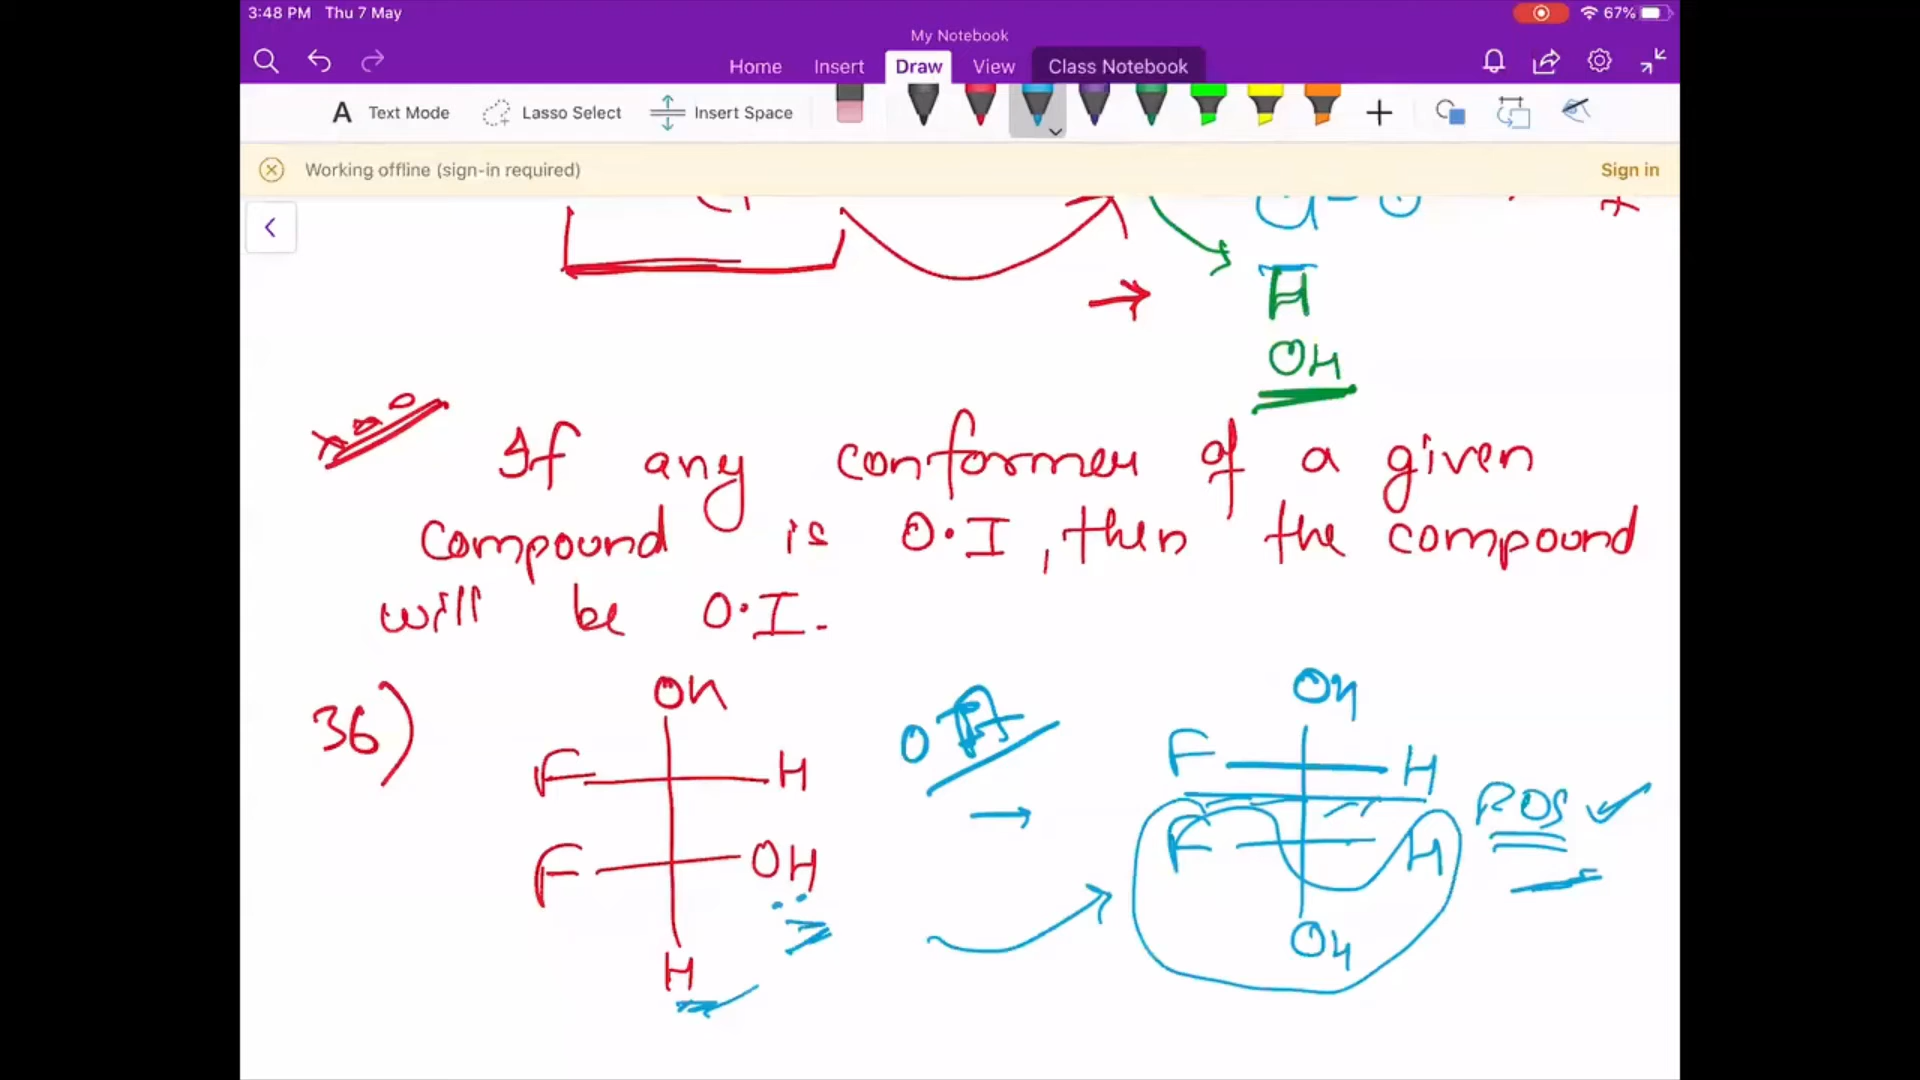 3:48 PM Thu 7 May
67%
My Notebook
Home Insert Draw View Class Notebook
Text Mode Lasso Select Insert Space
Working offline (sign-in required) Sign in
H
OH
If any conformer of a given
compound is O.I, then the compound
will be O.I.
36)
OH
F H
F OH
H
OH
F H
F H
OH
POS